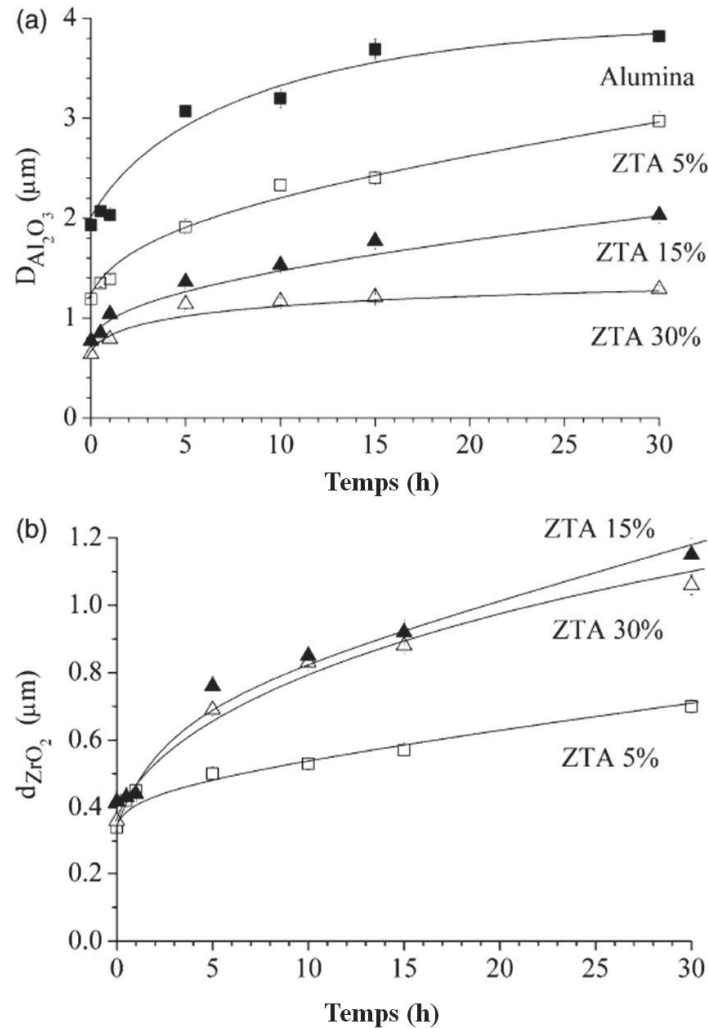 (a)
4
3
2
1
0
D_Al₂O₃ (μm)
Alumina
ZTA 5%
ZTA 15%
ZTA 30%
0 5 10 15 20 25 30
Temps (h)
(b)
1.2
1.0
0.8
0.6
0.4
0.2
0.0
d_ZrO₂ (μm)
ZTA 15%
ZTA 30%
ZTA 5%
0 5 10 15 20 25 30
Temps (h)